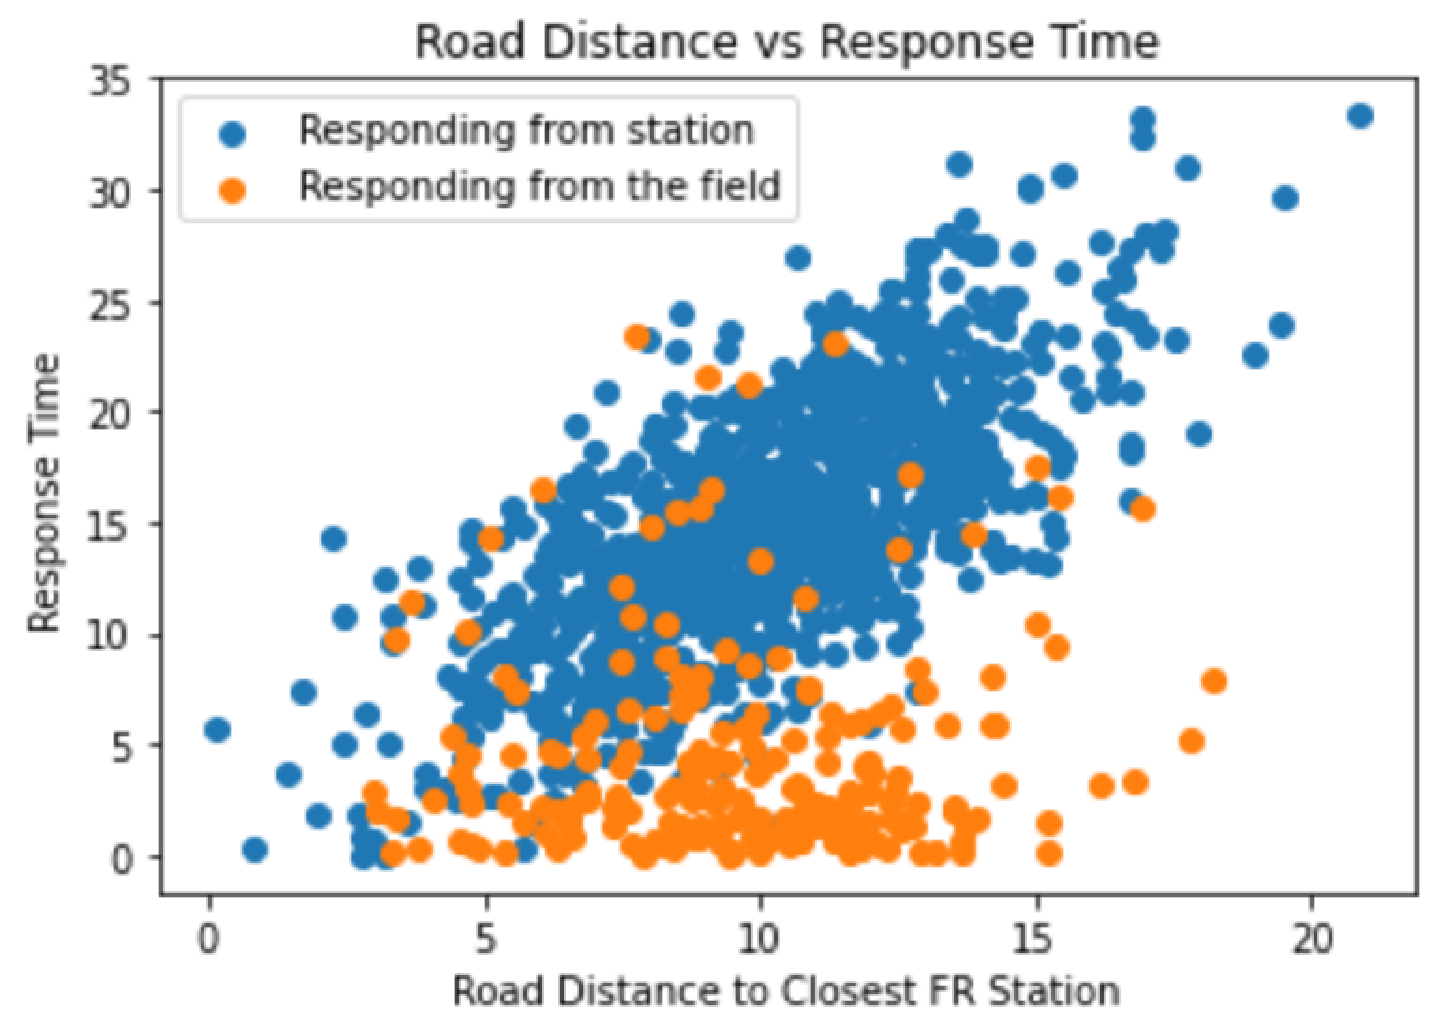 Road Distance vs Response Time
Responding from station
Responding from the field
Response Time
35
30
25
20
15
10
5
0
0 5 10 15 20
Road Distance to Closest FR Station